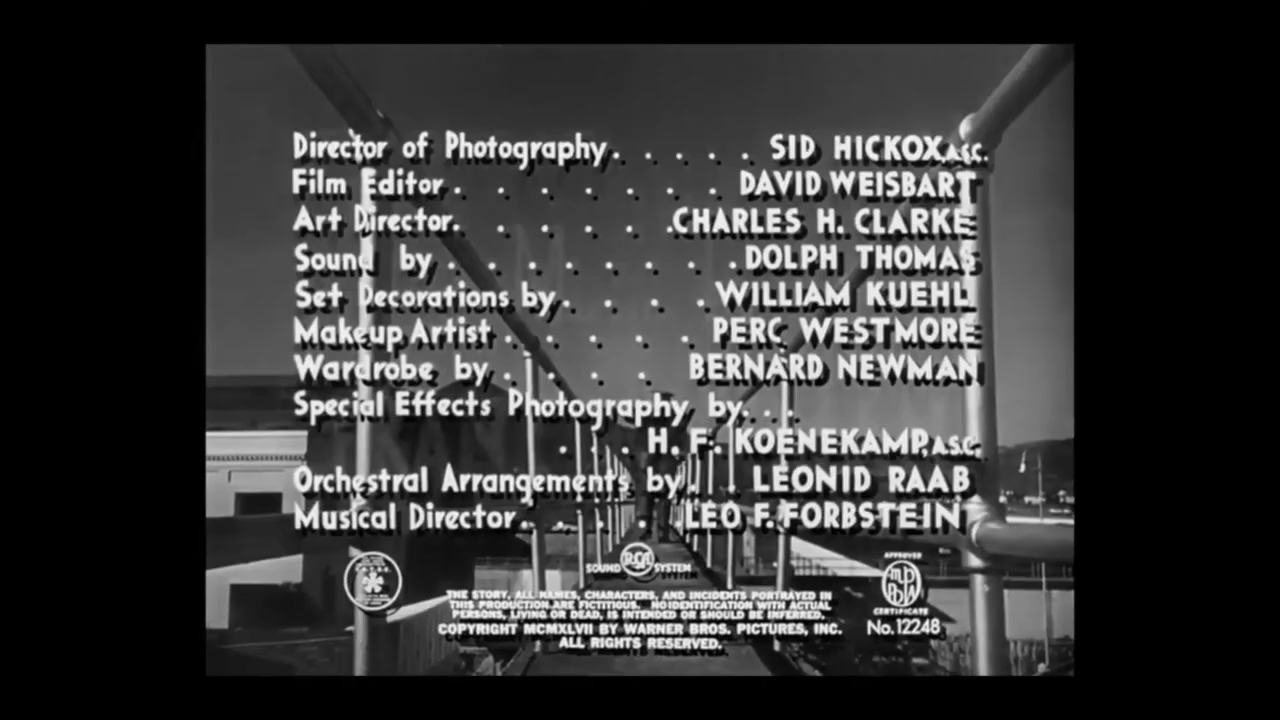 Director of Photography. . . . . SID HICKOX, A.S.C.
Film Editor. . . . . . . DAVID WEISBART
Art Director. . . . . .CHARLES H. CLARKE
Sound by . . . . . . . .DOLPH THOMAS
Set Decorations by. . . . .WILLIAM KUEHL
Makeup Artist . . . . . PERC WESTMORE
Wardrobe by . . . . BERNARD NEWMAN
Special Effects Photography by. . .
. . . H. F. KOENEKAMP, A.S.C.
Orchestral Arrangements by. . LEONID RAAB
Musical Director. . . . . .LEO F. FORBSTEIN
SOUND RCA SYSTEM
APPROVED
MPPDA
CERTIFICATE
No. 12248
THE STORY, ALL NAMES, CHARACTERS, AND INCIDENTS PORTRAYED IN
THIS PRODUCTION ARE FICTITIOUS. NO IDENTIFICATION WITH ACTUAL
PERSONS, LIVING OR DEAD, IS INTENDED OR SHOULD BE INFERRED.
COPYRIGHT MCMXLVII BY WARNER BROS. PICTURES, INC.
ALL RIGHTS RESERVED.